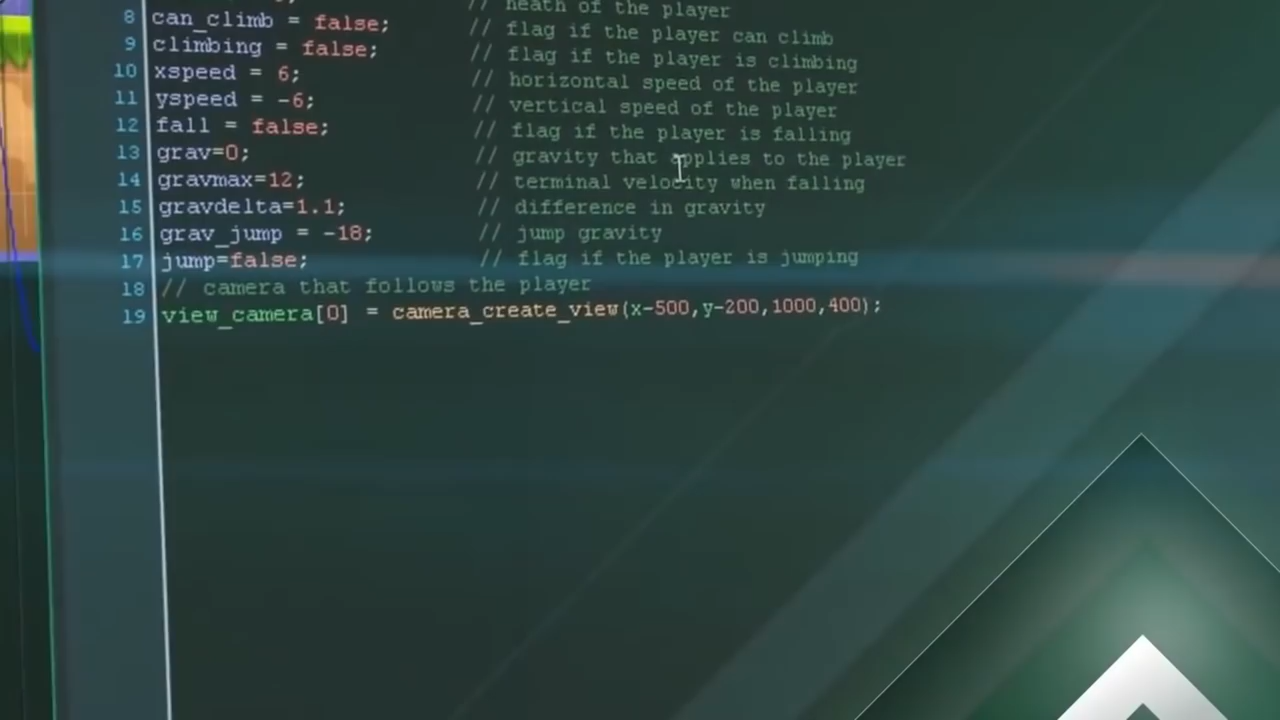 // heath of the player
8 can_climb = false; // flag if the player can climb
9 climbing = false; // flag if the player is climbing
10 xspeed = 6; // horizontal speed of the player
11 yspeed = -6; // vertical speed of the player
12 fall = false; // flag if the player is falling
13 grav=0; // gravity that applies to the player
14 gravmax=12; // terminal velocity when falling
15 gravdelta=1.1; // difference in gravity
16 grav_jump = -18; // jump gravity
17 jump=false; // flag if the player is jumping
18 // camera that follows the player
19 view_camera[0] = camera_create_view(x-500,y-200,1000,400);